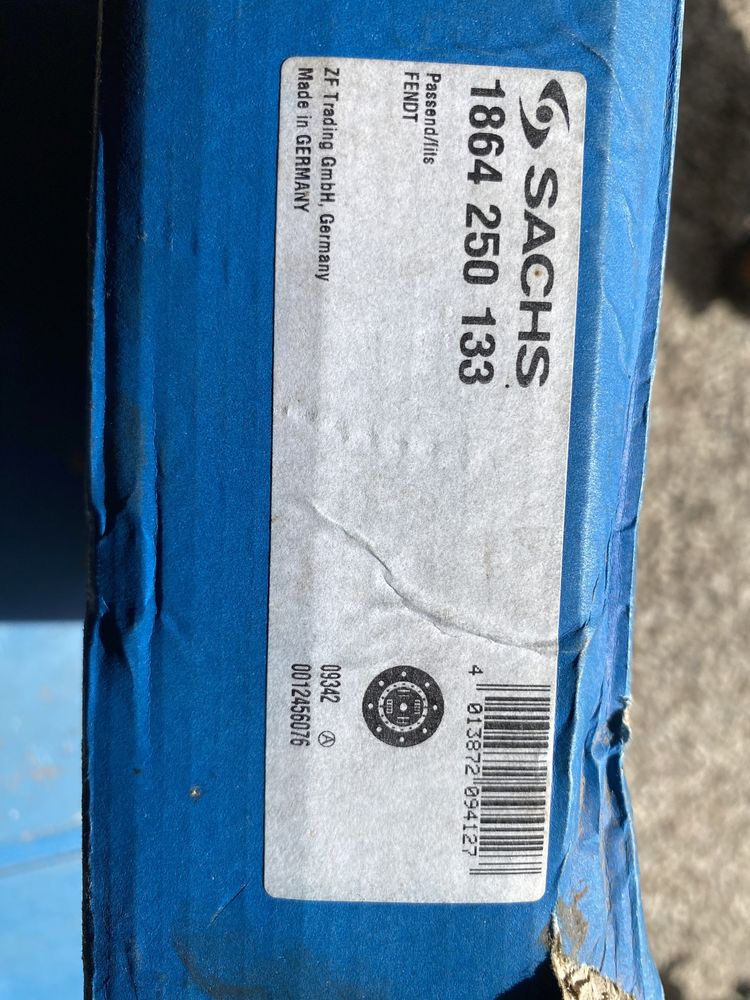 SACHS
1864 250 133
Passend/fits
FENDT
ZF Trading GmbH, Germany
Made in GERMANY
4 013872 094127
09342 A
0012456076